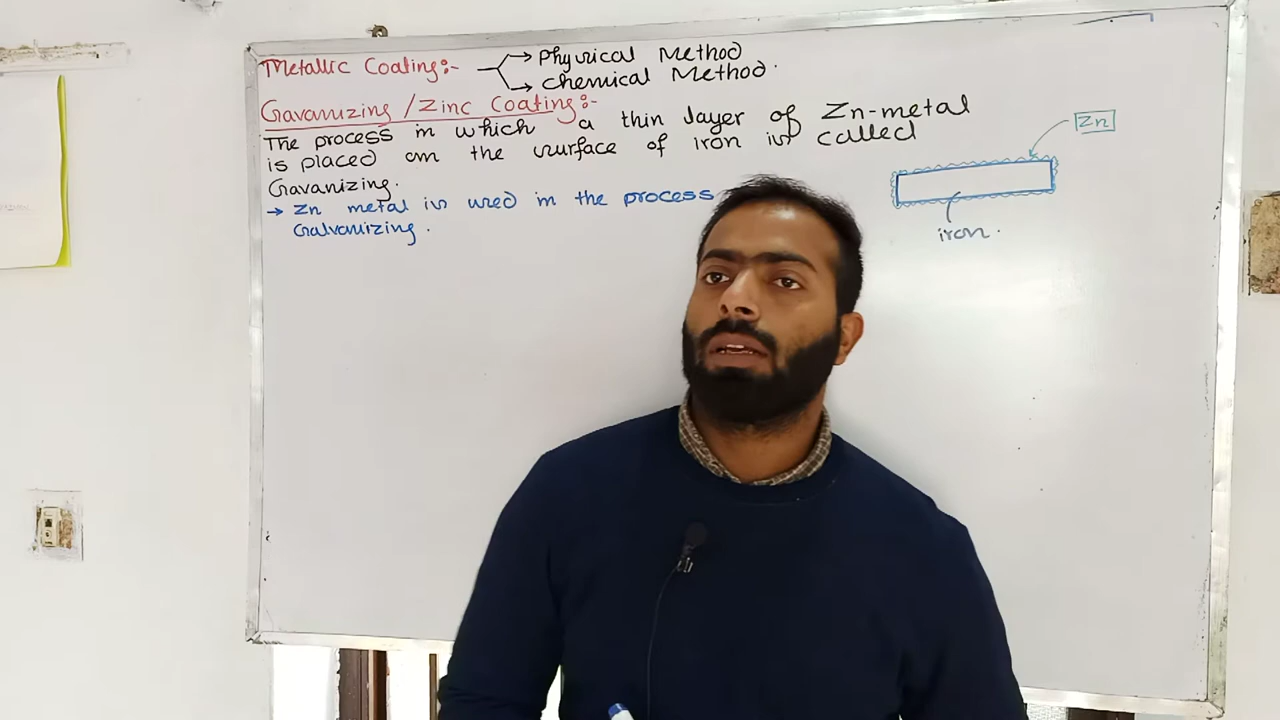 Metallic Coating:- → Physical Method
→ Chemical Method.
Gavanizing / Zinc Coating:-
The process in which a thin layer of Zn-metal
is placed on the surface of iron is called
Gavanizing.
→ Zn metal is used in the process
Galvanizing.
Zn
iron.